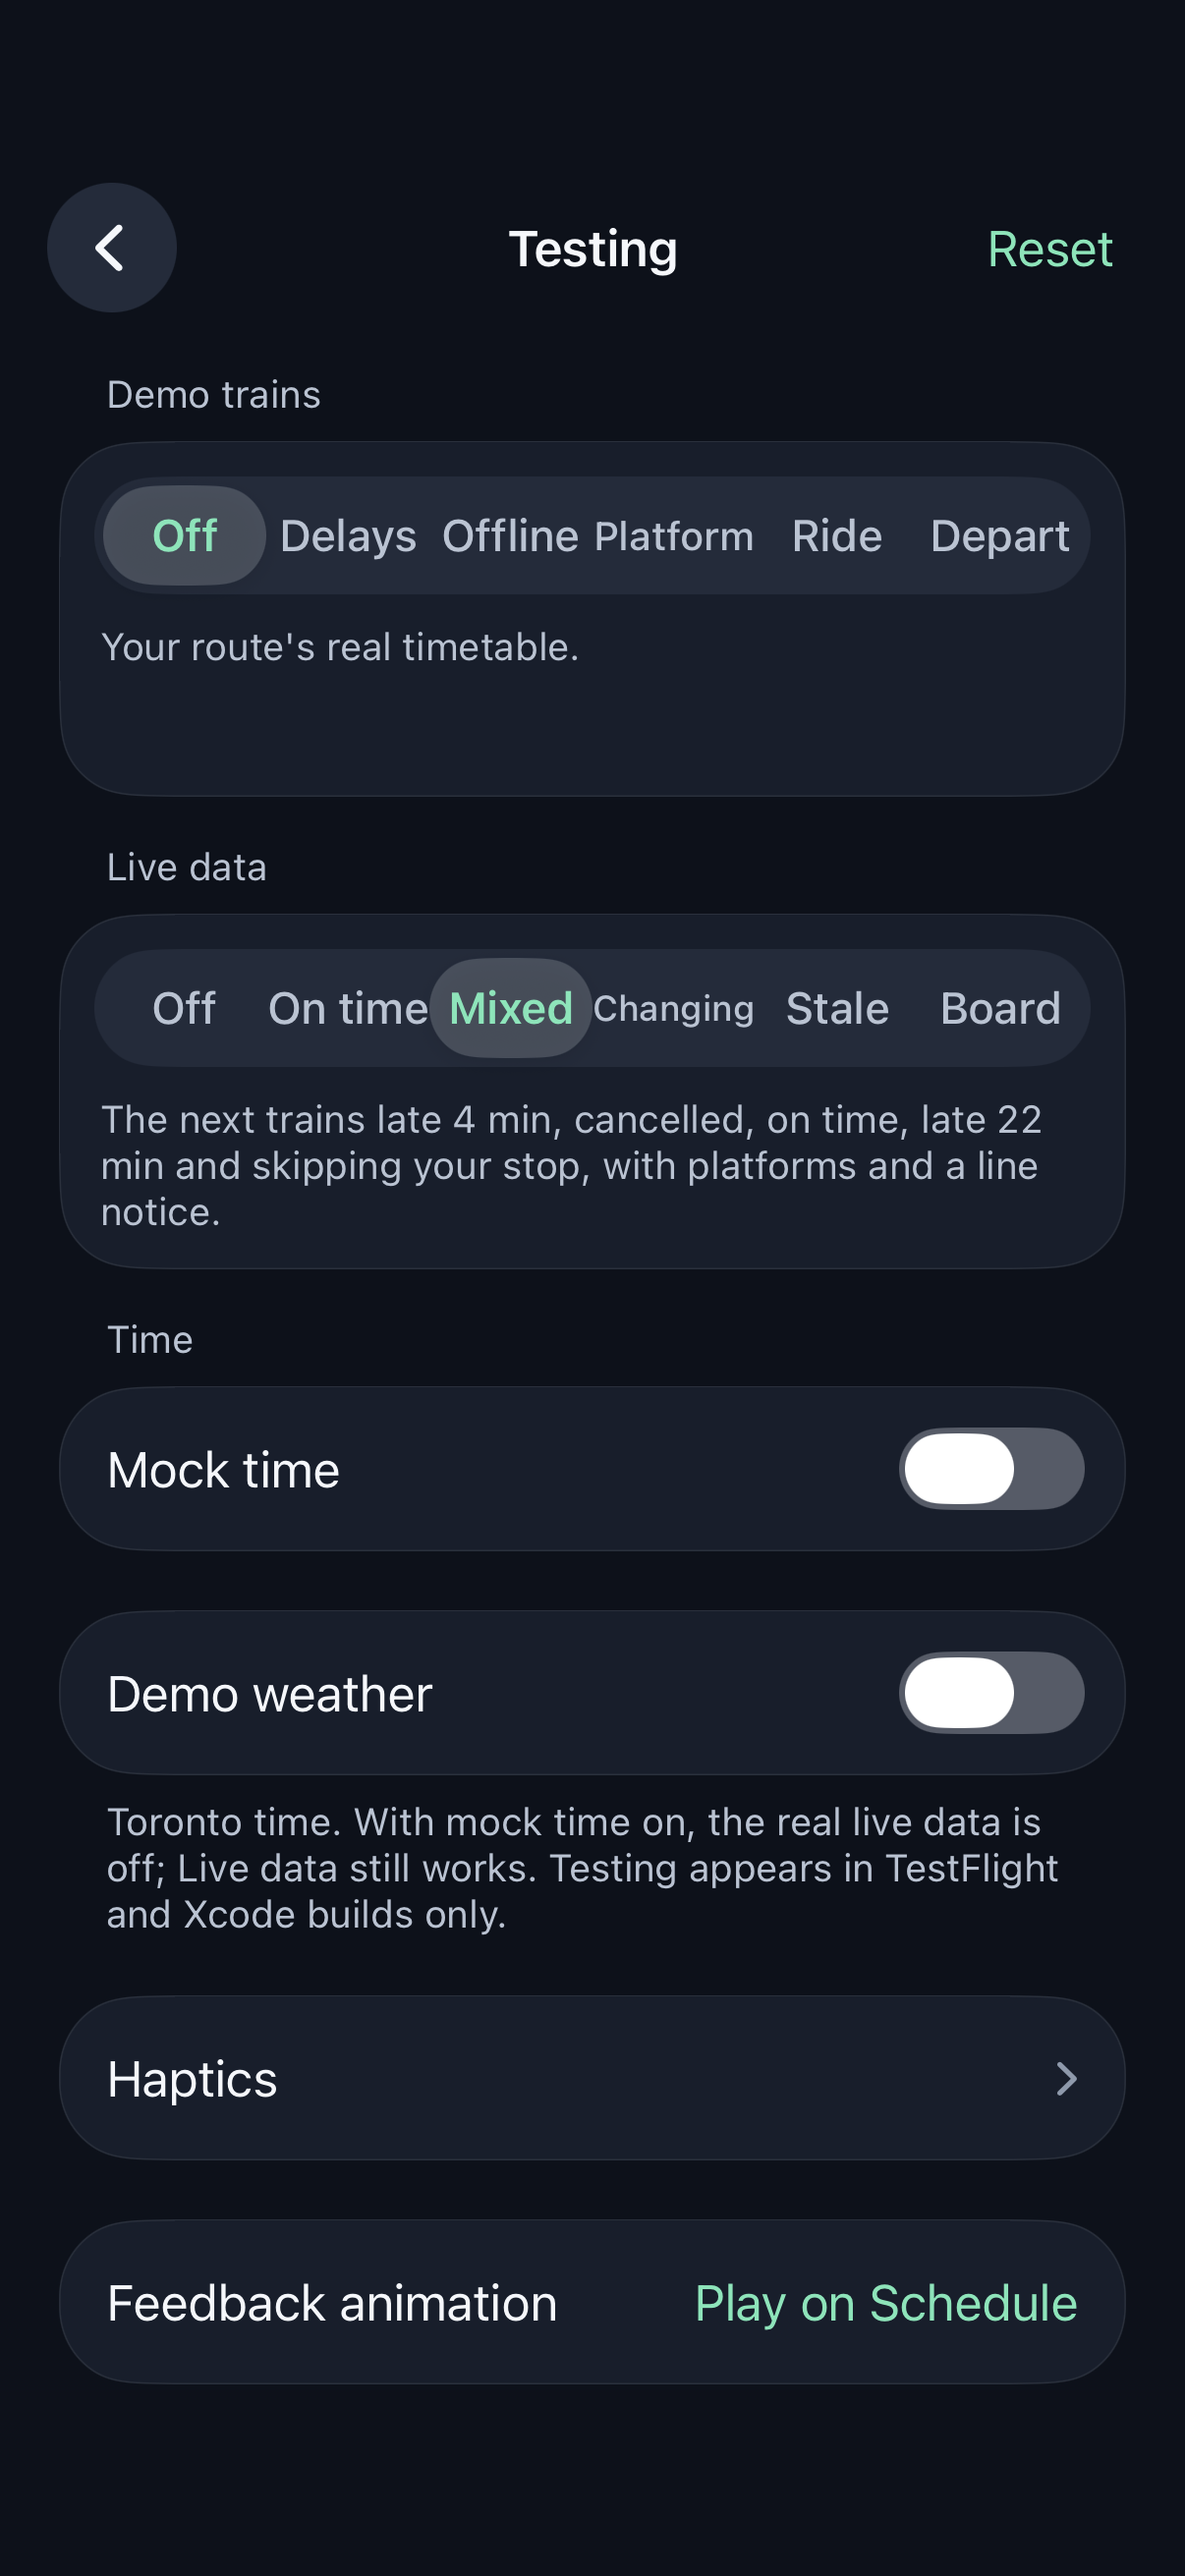 Testing
Reset
Demo trains
Off Delays Offline Platform Ride Depart
Your route's real timetable.
Live data
Off On time Mixed Changing Stale Board
The next trains late 4 min, cancelled, on time, late 22
min and skipping your stop, with platforms and a line
notice.
Time
Mock time
Demo weather
Toronto time. With mock time on, the real live data is
off; Live data still works. Testing appears in TestFlight
and Xcode builds only.
Haptics
Feedback animation Play on Schedule